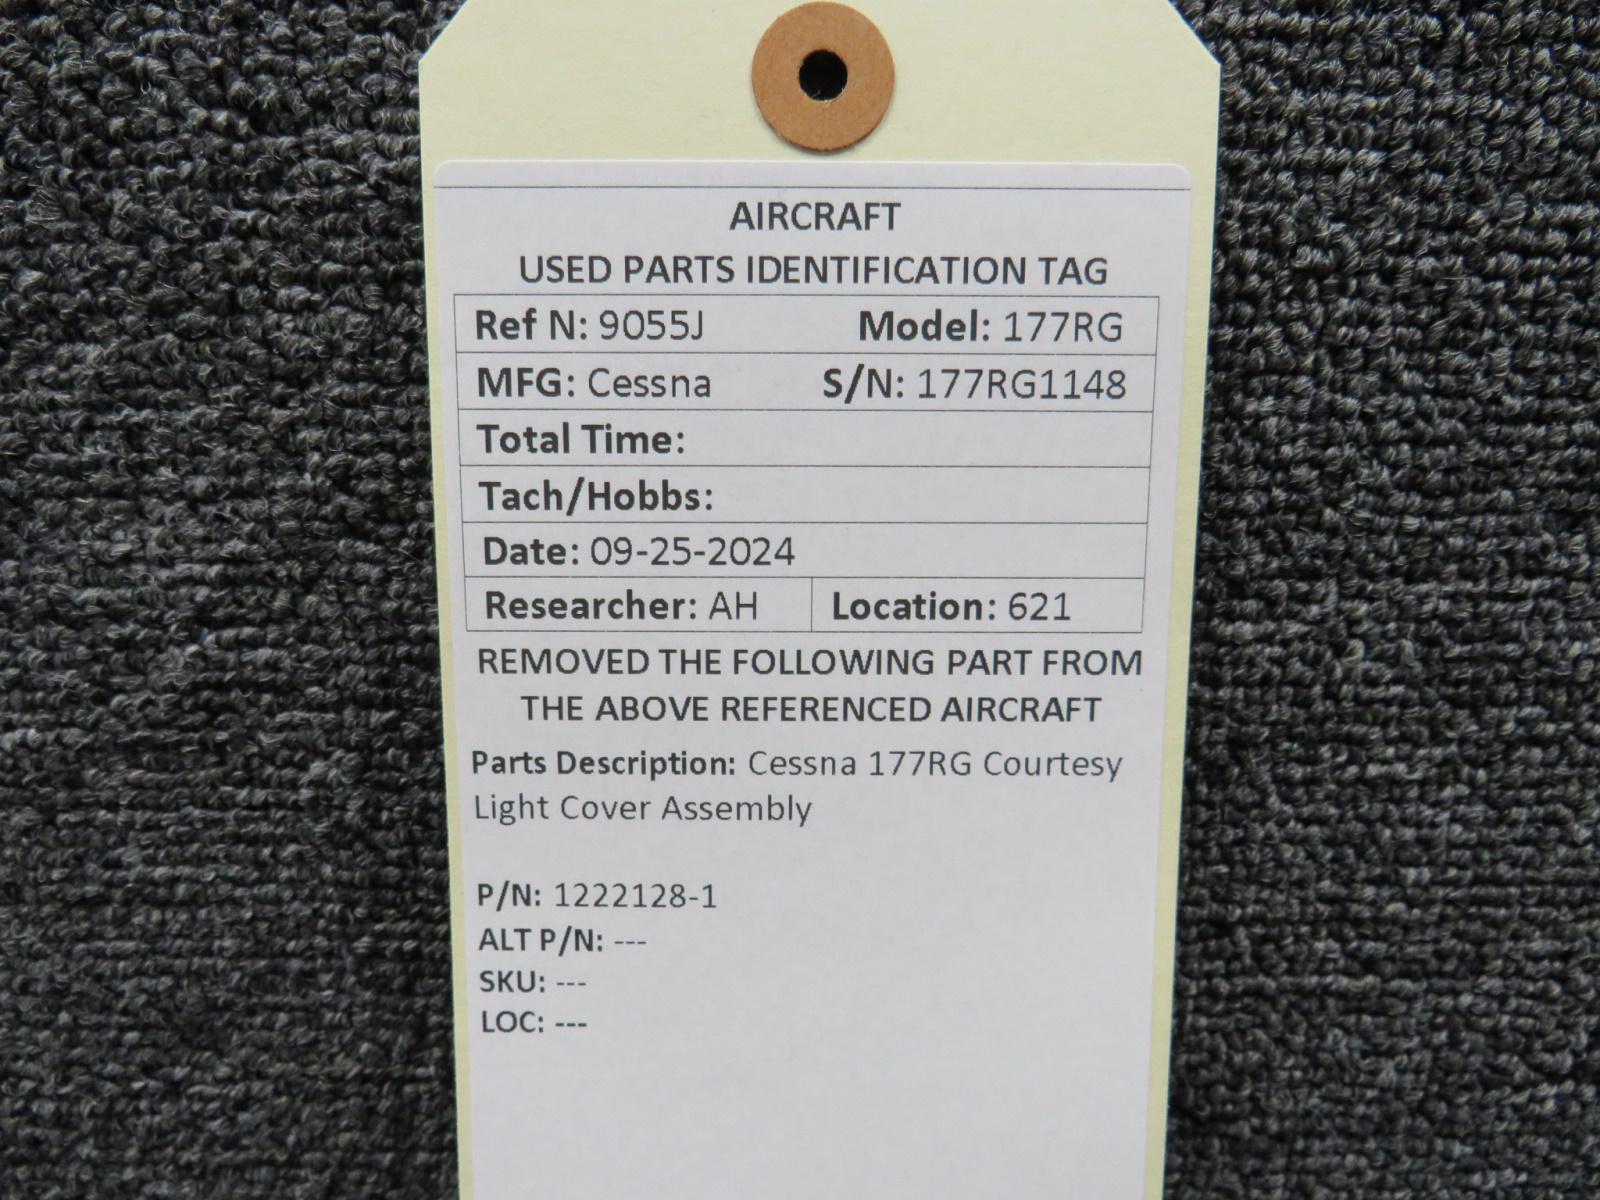 AIRCRAFT
USED PARTS IDENTIFICATION TAG
Ref N: 9055J Model: 177RG
MFG: Cessna S/N: 177RG1148
Total Time:
Tach/Hobbs:
Date: 09-25-2024
Researcher: AH Location: 621
REMOVED THE FOLLOWING PART FROM
THE ABOVE REFERENCED AIRCRAFT
Parts Description: Cessna 177RG Courtesy
Light Cover Assembly
P/N: 1222128-1
ALT P/N: ---
SKU: ---
LOC: ---